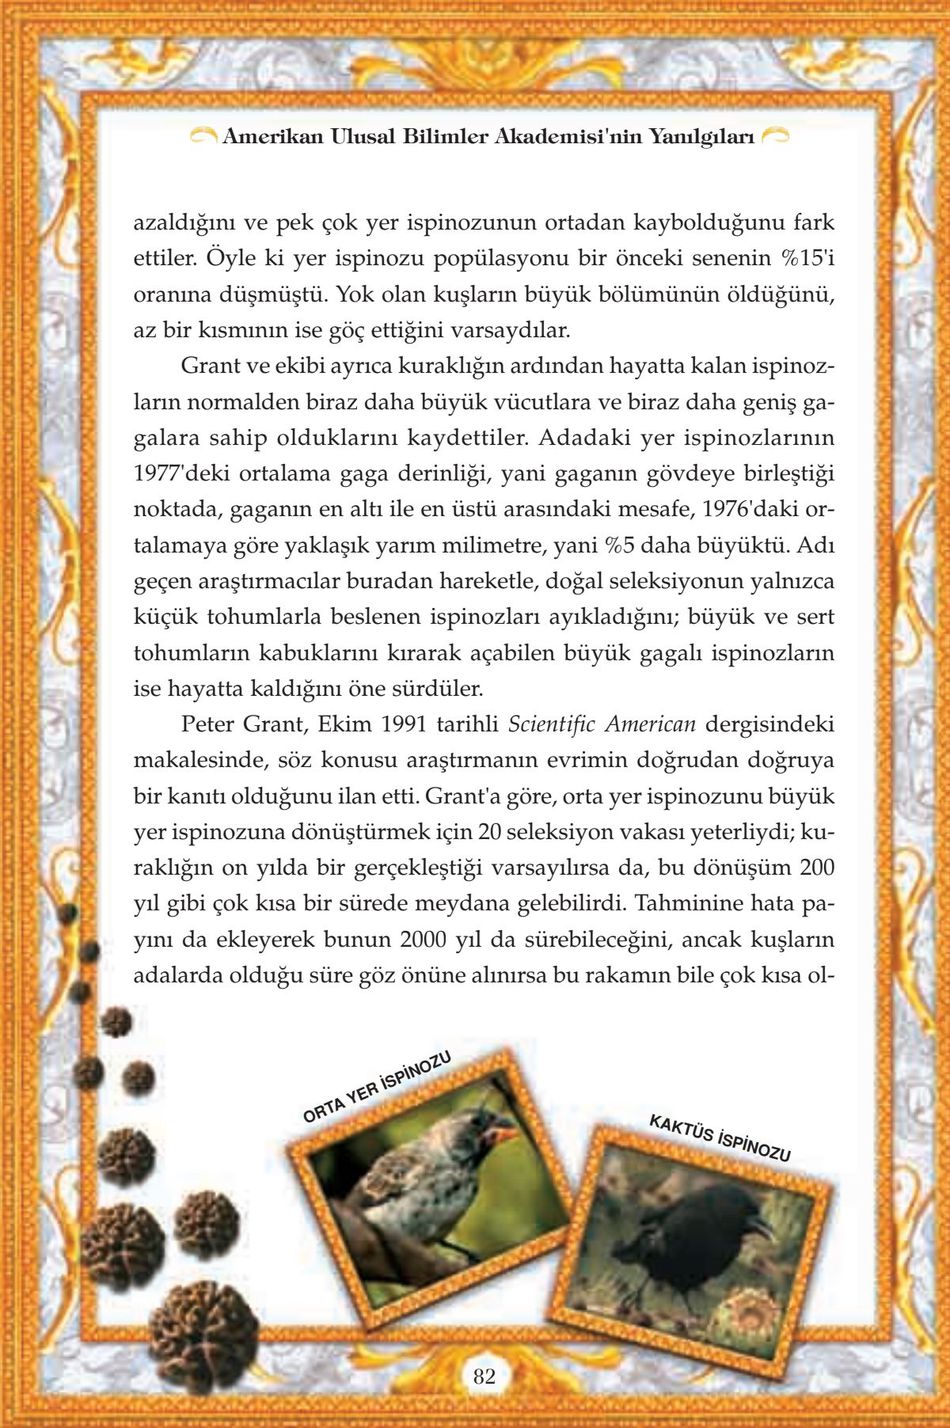 Amerikan Ulusal Bilimler Akademisi'nin Yanılgıları
azaldığını ve pek çok yer ispinozunun ortadan kaybolduğunu fark
ettiler. Öyle ki yer ispinozu popülasyonu bir önceki senenin %15'i
oranına düşmüştü. Yok olan kuşların büyük bölümünün öldüğünü,
az bir kısmının ise göç ettiğini varsaydılar.
Grant ve ekibi ayrıca kuraklığın ardından hayatta kalan ispinoz-
ların normalden biraz daha büyük vücutlara ve biraz daha geniş ga-
galara sahip olduklarını kaydettiler. Adadaki yer ispinozlarının
1977'deki ortalama gaga derinliği, yani gaganın gövdeye birleştiği
noktada, gaganın en altı ile en üstü arasındaki mesafe, 1976'daki or-
talamaya göre yaklaşık yarım milimetre, yani %5 daha büyüktü. Adı
geçen araştırmacılar buradan hareketle, doğal seleksiyonun yalnızca
küçük tohumlarla beslenen ispinozları ayıkladığını; büyük ve sert
tohumların kabuklarını kırarak açabilen büyük gagalı ispinozların
ise hayatta kaldığını öne sürdüler.
Peter Grant, Ekim 1991 tarihli Scientific American dergisindeki
makalesinde, söz konusu araştırmanın evrimin doğrudan doğruya
bir kanıtı olduğunu ilan etti. Grant'a göre, orta yer ispinozunu büyük
yer ispinozuna dönüştürmek için 20 seleksiyon vakası yeterliydi; ku-
raklığın on yılda bir gerçekleştiği varsayılırsa da, bu dönüşüm 200
yıl gibi çok kısa bir sürede meydana gelebilirdi. Tahminine hata pa-
yını da ekleyerek bunun 2000 yıl da sürebileceğini, ancak kuşların
adalarda olduğu süre göz önüne alınırsa bu rakamın bile çok kısa ol-
ORTA YER İSPİNOZU
KAKTÜS İSPİNOZU
82